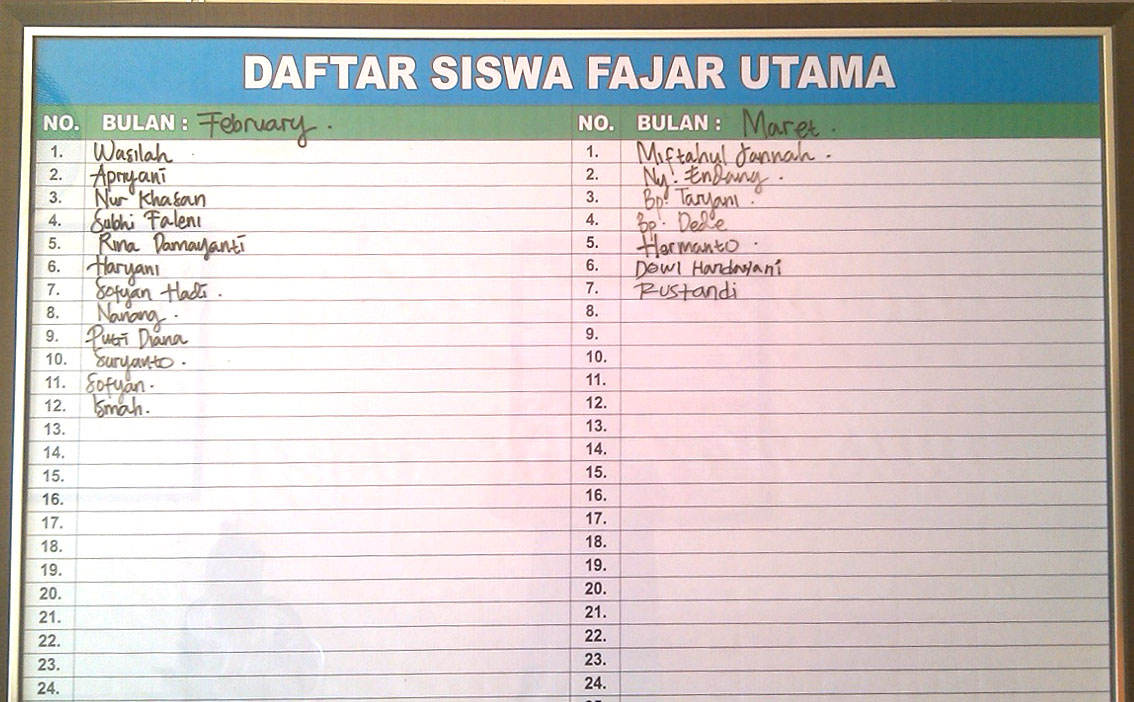 DAFTAR SISWA FAJAR UTAMA
NO. BULAN : February.
1. Wasilah
2. Apriyani
3. Nur Khasan
4. Subhi Faleni
5. Rina Damayanti
6. Haryani
7. Sofyan Hadi.
8. Nanang.
9. Putri Diana
10. Suryanto.
11. Sofyan.
12. Ismah.
13.
14.
15.
16.
17.
18.
19.
20.
21.
22.
23.
24.
NO. BULAN : Maret.
1. Miftahul Jannah.
2. Ny. Endang.
3. Bp. Taryani.
4. Bp. Dede
5. Hermanto.
6. Dowi Handayani
7. Rustandi
8.
9.
10.
11.
12.
13.
14.
15.
16.
17.
18.
19.
20.
21.
22.
23.
24.